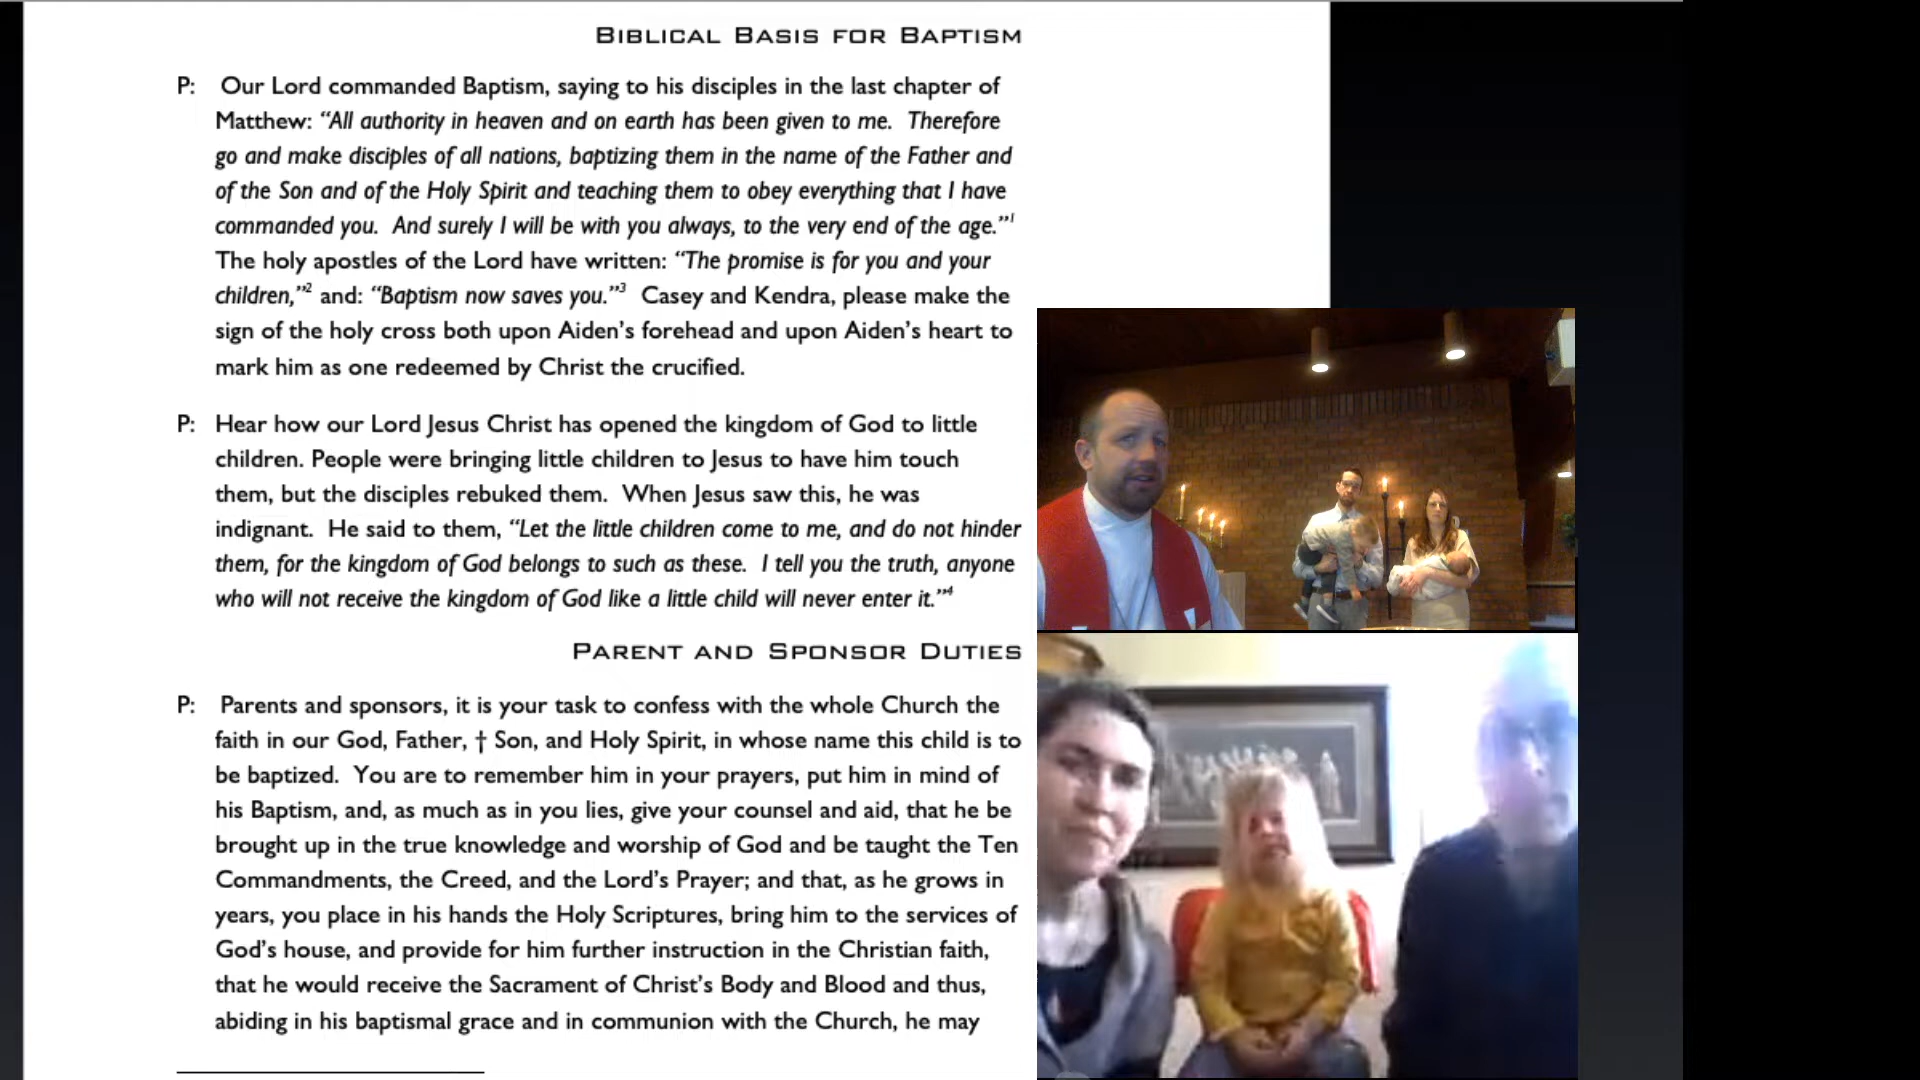 BIBLICAL BASIS FOR BAPTISM
P: Our Lord commanded Baptism, saying to his disciples in the last chapter of
Matthew: “All authority in heaven and on earth has been given to me. Therefore
go and make disciples of all nations, baptizing them in the name of the Father and
of the Son and of the Holy Spirit and teaching them to obey everything that I have
commanded you. And surely I will be with you always, to the very end of the age.”1
The holy apostles of the Lord have written: “The promise is for you and your
children,”2 and: “Baptism now saves you.”3 Casey and Kendra, please make the
sign of the holy cross both upon Aiden’s forehead and upon Aiden’s heart to
mark him as one redeemed by Christ the crucified.
P: Hear how our Lord Jesus Christ has opened the kingdom of God to little
children. People were bringing little children to Jesus to have him touch
them, but the disciples rebuked them. When Jesus saw this, he was
indignant. He said to them, “Let the little children come to me, and do not hinder
them, for the kingdom of God belongs to such as these. I tell you the truth, anyone
who will not receive the kingdom of God like a little child will never enter it.”4
PARENT AND SPONSOR DUTIES
P: Parents and sponsors, it is your task to confess with the whole Church the
faith in our God, Father, † Son, and Holy Spirit, in whose name this child is to
be baptized. You are to remember him in your prayers, put him in mind of
his Baptism, and, as much as in you lies, give your counsel and aid, that he be
brought up in the true knowledge and worship of God and be taught the Ten
Commandments, the Creed, and the Lord’s Prayer; and that, as he grows in
years, you place in his hands the Holy Scriptures, bring him to the services of
God’s house, and provide for him further instruction in the Christian faith,
that he would receive the Sacrament of Christ’s Body and Blood and thus,
abiding in his baptismal grace and in communion with the Church, he may